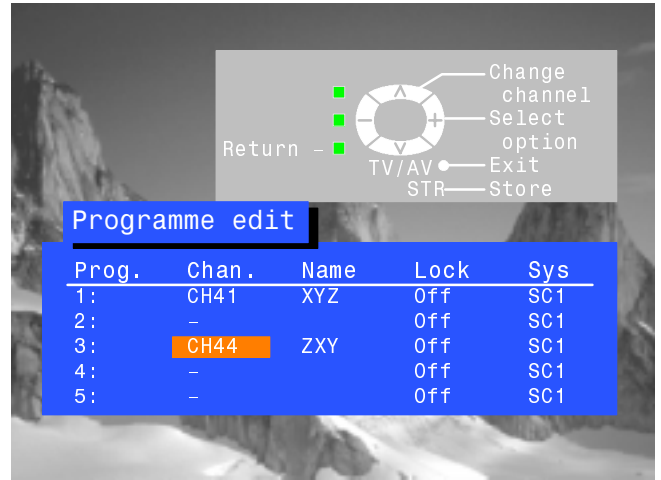 Change
channel
Select
option
Return –
TV/AV
Exit
STR
Store
Programme edit
Prog. Chan. Name Lock Sys
1: CH41 XYZ Off SC1
2: – Off SC1
3: CH44 ZXY Off SC1
4: – Off SC1
5: – Off SC1